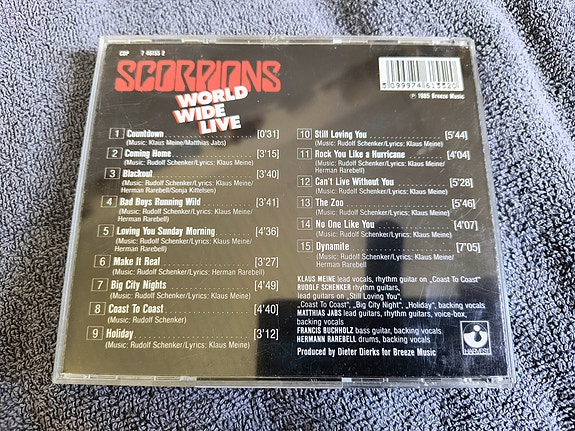 CDP 7 46155 2
SCORPIONS
WORLD
WIDE
LIVE
5 099974 615520
℗ 1985 Breeze Music
1 Countdown [0'31]
(Music: Klaus Meine/Matthias Jabs)
2 Coming Home [3'15]
(Music: Rudolf Schenker/Lyrics: Klaus Meine)
3 Blackout [3'40]
(Music: Rudolf Schenker/Lyrics: Klaus Meine/
Herman Rarebell/Sonja Kittelsen)
4 Bad Boys Running Wild [3'41]
(Music: Rudolf Schenker/Lyrics: Klaus Meine/
Herman Rarebell)
5 Loving You Sunday Morning [4'36]
(Music: Rudolf Schenker/Lyrics: Klaus Meine/
Herman Rarebell)
6 Make It Real [3'27]
(Music: Rudolf Schenker/Lyrics: Herman Rarebell)
7 Big City Nights [4'49]
(Music: Rudolf Schenker/Lyrics: Klaus Meine)
8 Coast To Coast [4'40]
(Music: Rudolf Schenker)
9 Holiday [3'12]
(Music: Rudolf Schenker/Lyrics: Klaus Meine)
10 Still Loving You [5'44]
(Music: Rudolf Schenker/Lyrics: Klaus Meine)
11 Rock You Like a Hurricane [4'04]
(Music: Rudolf Schenker/Lyrics: Klaus Meine/
Herman Rarebell)
12 Can't Live Without You [5'28]
(Music: Rudolf Schenker/Lyrics: Klaus Meine)
13 The Zoo [5'46]
(Music: Rudolf Schenker/Lyrics: Klaus Meine)
14 No One Like You [4'07]
(Music: Rudolf Schenker/Lyrics: Klaus Meine)
15 Dynamite [7'05]
(Music: Rudolf Schenker/Lyrics: Klaus Meine/
Herman Rarebell)
KLAUS MEINE lead vocals, rhythm guitar on „Coast To Coast"
RUDOLF SCHENKER rhythm guitars,
lead guitars on „Still Loving You",
„Coast To Coast", „Big City Night", „Holiday", backing vocals
MATTHIAS JABS lead guitars, rhythm guitars, voice-box,
backing vocals
FRANCIS BUCHHOLZ bass guitar, backing vocals
HERMANN RAREBELL drums, backing vocals
Produced by Dieter Dierks for Breeze Music
HARVEST